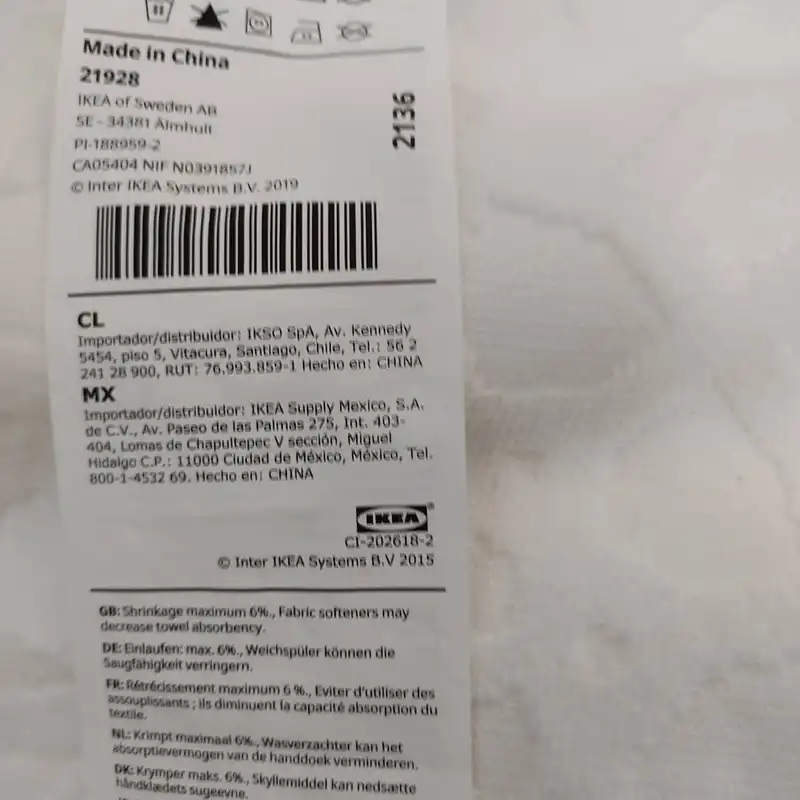 Made in China
21928
IKEA of Sweden AB
SE - 34381 Älmhult
PI-188959-2
CA05404 NIF N0391857J
© Inter IKEA Systems B.V. 2019
2136
CL
Importador/distribuidor: IKSO SpA, Av. Kennedy
5454, piso 5, Vitacura, Santiago, Chile, Tel.: 56 2
241 28 900, RUT: 76.993.859-1 Hecho en: CHINA
MX
Importador/distribuidor: IKEA Supply Mexico, S.A.
de C.V., Av. Paseo de las Palmas 275, Int. 403-
404, Lomas de Chapultepec V sección, Miguel
Hidalgo C.P.: 11000 Ciudad de México, México, Tel.
800-1-4532 69. Hecho en: CHINA
IKEA®
CI-202618-2
© Inter IKEA Systems B.V 2015
GB: Shrinkage maximum 6%., Fabric softeners may
decrease towel absorbency.
DE: Einlaufen: max. 6%., Weichspüler können die
Saugfähigkeit verringern.
FR: Rétrécissement maximum 6 %., Eviter d'utiliser des
assouplissants ; ils diminuent la capacité absorption du
textile.
NL: Krimpt maximaal 6%., Wasverzachter kan het
absorptievermogen van de handdoek verminderen.
DK: Krymper maks. 6%., Skyllemiddel kan nedsætte
håndklædets sugeevne.